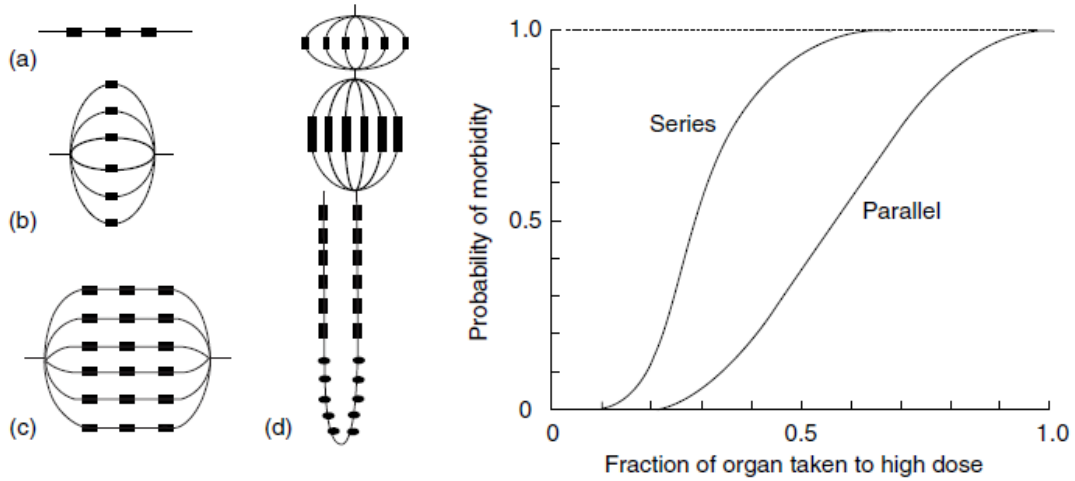 (a)
(b)
(c)
(d)
1.0
Series
Parallel
0.5
Probability of morbidity
0
0
0.5
1.0
Fraction of organ taken to high dose